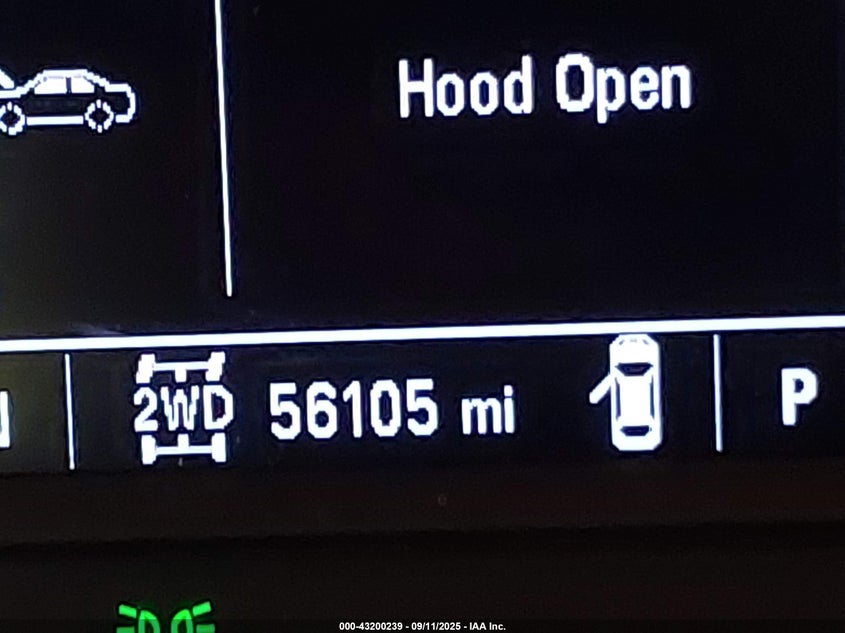 Hood Open
2WD 56105 mi P
000-43200239 - 09/11/2025 - IAA Inc.